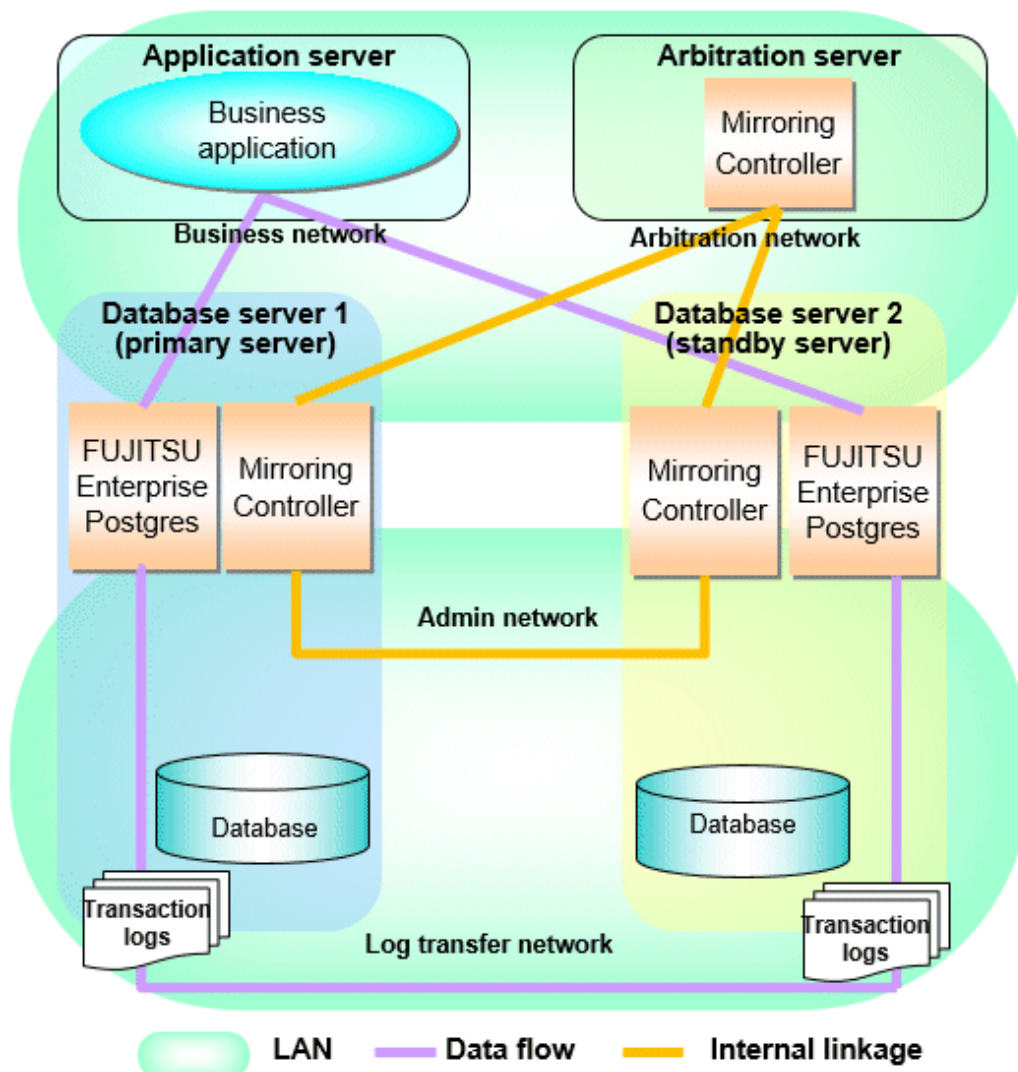 Application server
Arbitration server
Business
application
Mirroring
Controller
Business network
Arbitration network
Database server 1
(primary server)
Database server 2
(standby server)
FUJITSU
Enterprise
Postgres
Mirroring
Controller
Mirroring
Controller
FUJITSU
Enterprise
Postgres
Admin network
Database
Database
Transaction
logs
Log transfer network
Transaction
logs
LAN
Data flow
Internal linkage